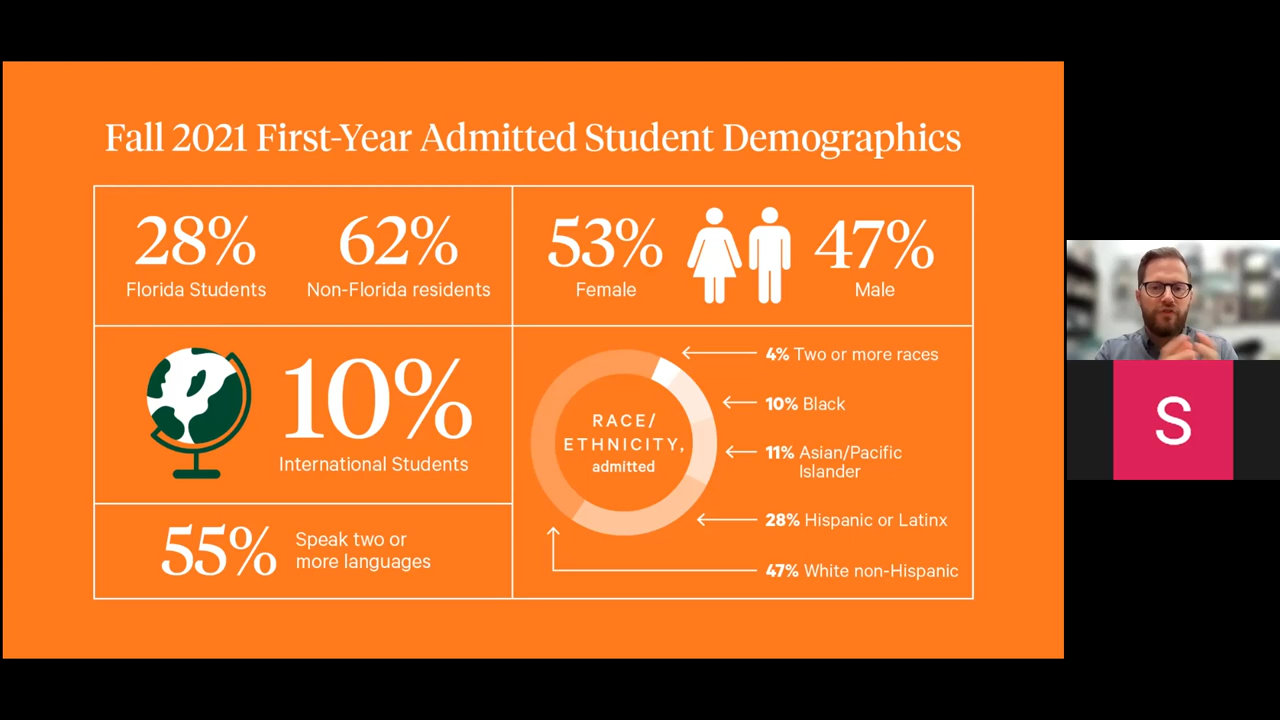 Fall 2021 First-Year Admitted Student Demographics
28%
Florida Students
62%
Non-Florida residents
53%
Female
47%
Male
10%
International Students
55%
Speak two or
more languages
RACE/
ETHNICITY,
admitted
4% Two or more races
10% Black
11% Asian/Pacific
Islander
28% Hispanic or Latinx
47% White non-Hispanic
S